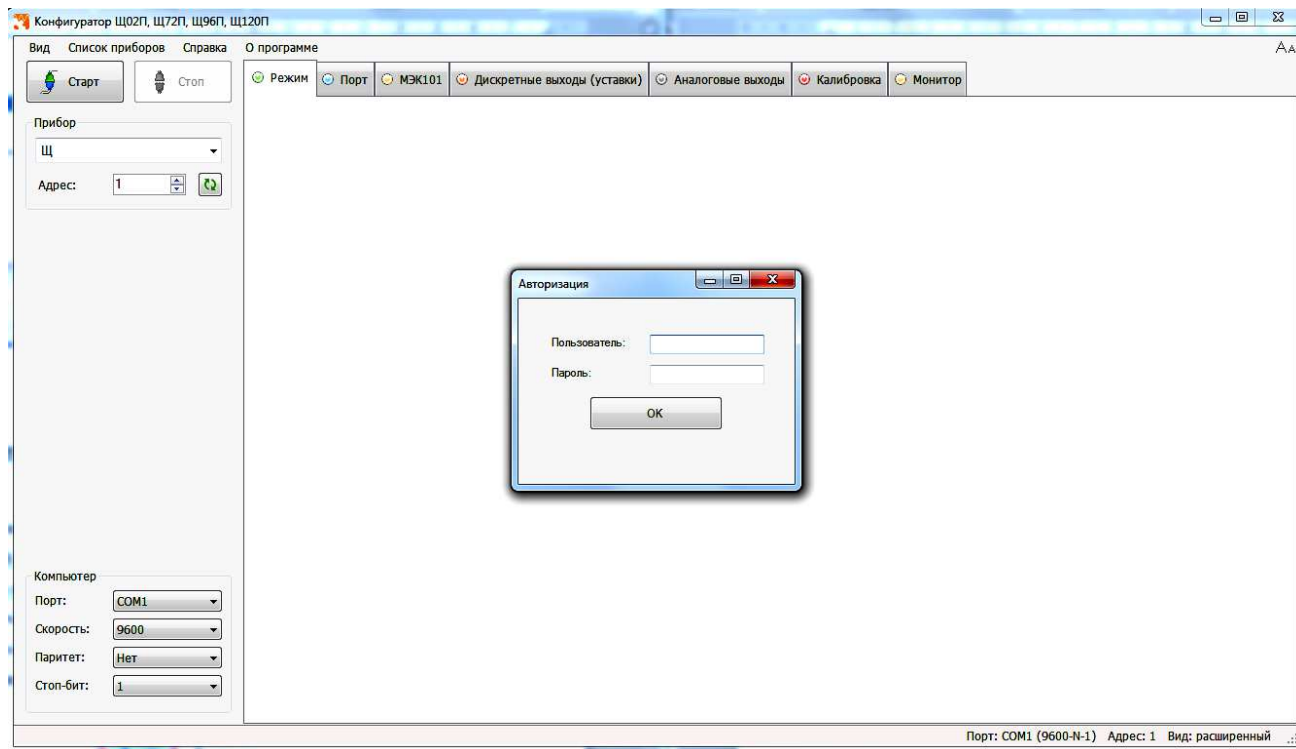 Конфигуратор Щ02П, Щ72П, Щ96П, Щ120П
Вид Список приборов Справка О программе
Aᴀ
Старт Стоп
Режим Порт МЭК101 Дискретные выходы (уставки) Аналоговые выходы Калибровка Монитор
Прибор
Щ
Адрес: 1
Авторизация
Пользователь:
Пароль:
OK
Компьютер
Порт: COM1
Скорость: 9600
Паритет: Нет
Стоп-бит: 1
Порт: COM1 (9600-N-1) Адрес: 1 Вид: расширенный